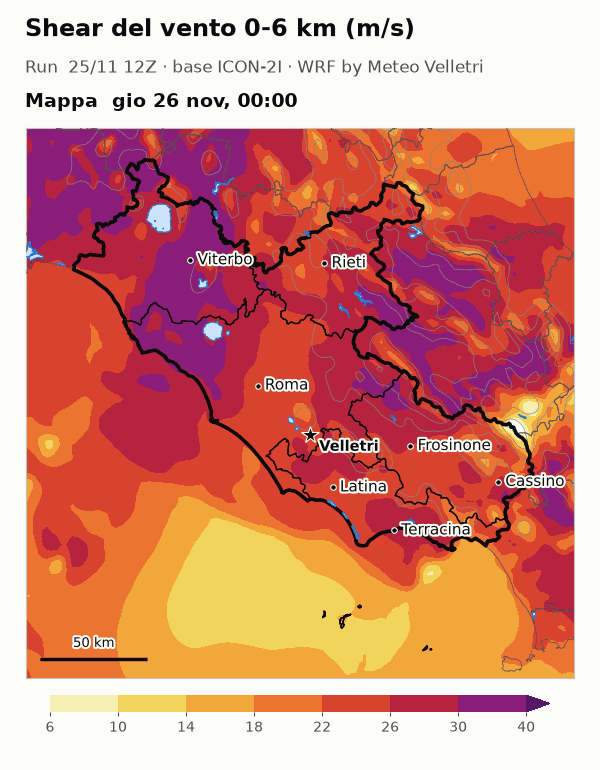 Shear del vento 0-6 km (m/s)
Run  25/11 12Z · base ICON-2I · WRF by Meteo Velletri
Mappa  gio 26 nov, 00:00
Viterbo
Rieti
Roma
Velletri
Frosinone
Latina
Cassino
Terracina
50 km
6 10 14 18 22 26 30 40